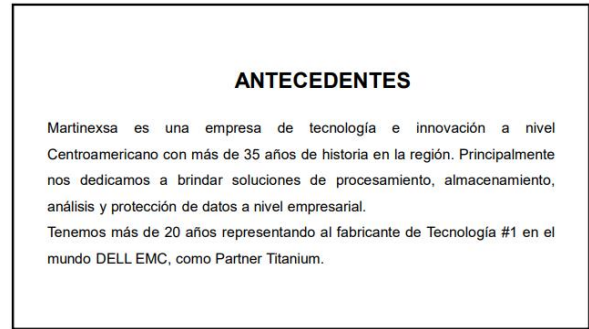 ANTECEDENTES
Martinexsa es una empresa de tecnología e innovación a nivel
Centroamericano con más de 35 años de historia en la región. Principalmente
nos dedicamos a brindar soluciones de procesamiento, almacenamiento,
análisis y protección de datos a nivel empresarial.
Tenemos más de 20 años representando al fabricante de Tecnología #1 en el
mundo DELL EMC, como Partner Titanium.